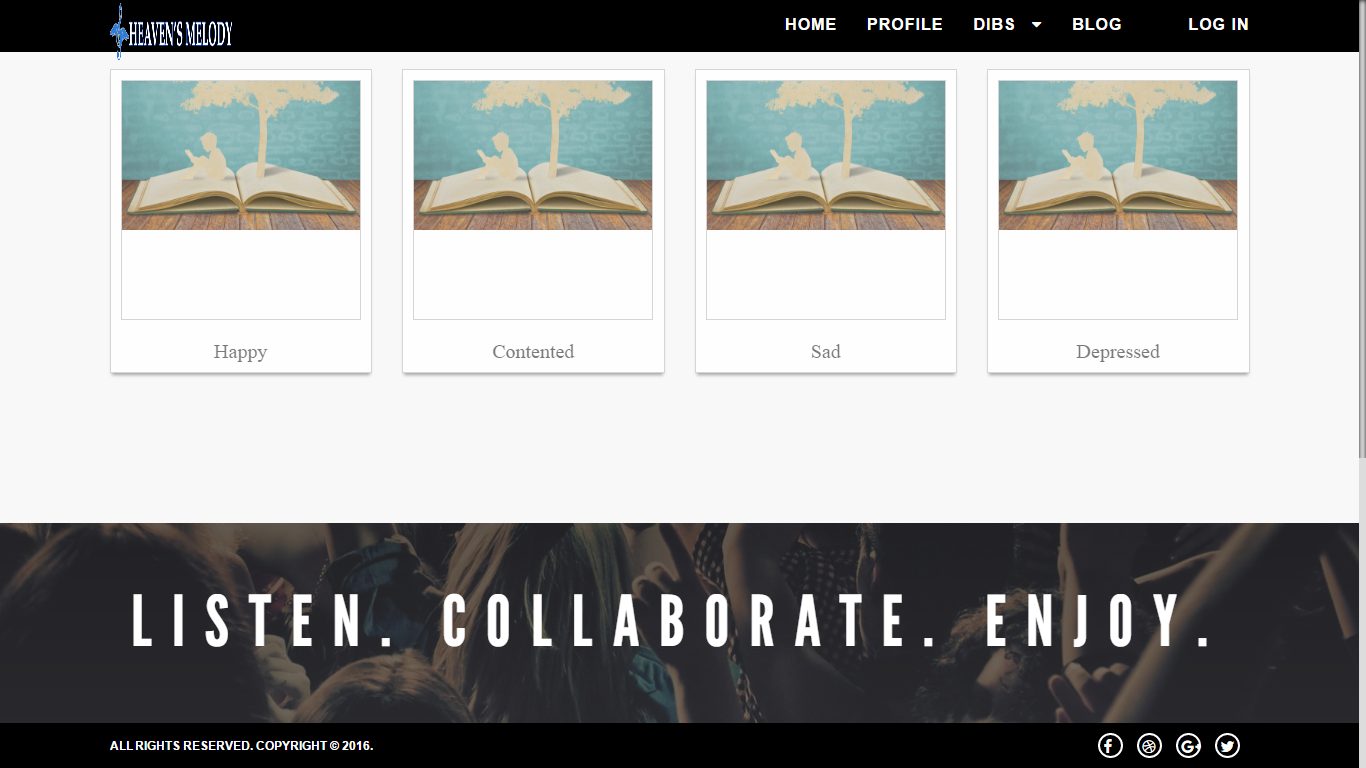 HEAVEN'S MELODY
HOME PROFILE DIBS BLOG LOG IN
Happy Contented Sad Depressed
LISTEN. COLLABORATE. ENJOY.
ALL RIGHTS RESERVED. COPYRIGHT © 2016.